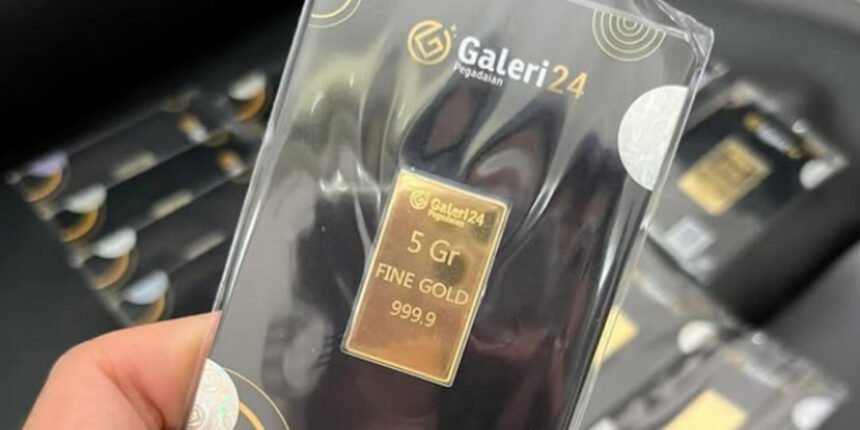 Galeri24
Pegadaian
Galeri24
Pegadaian
5 Gr
FINE GOLD
999.9